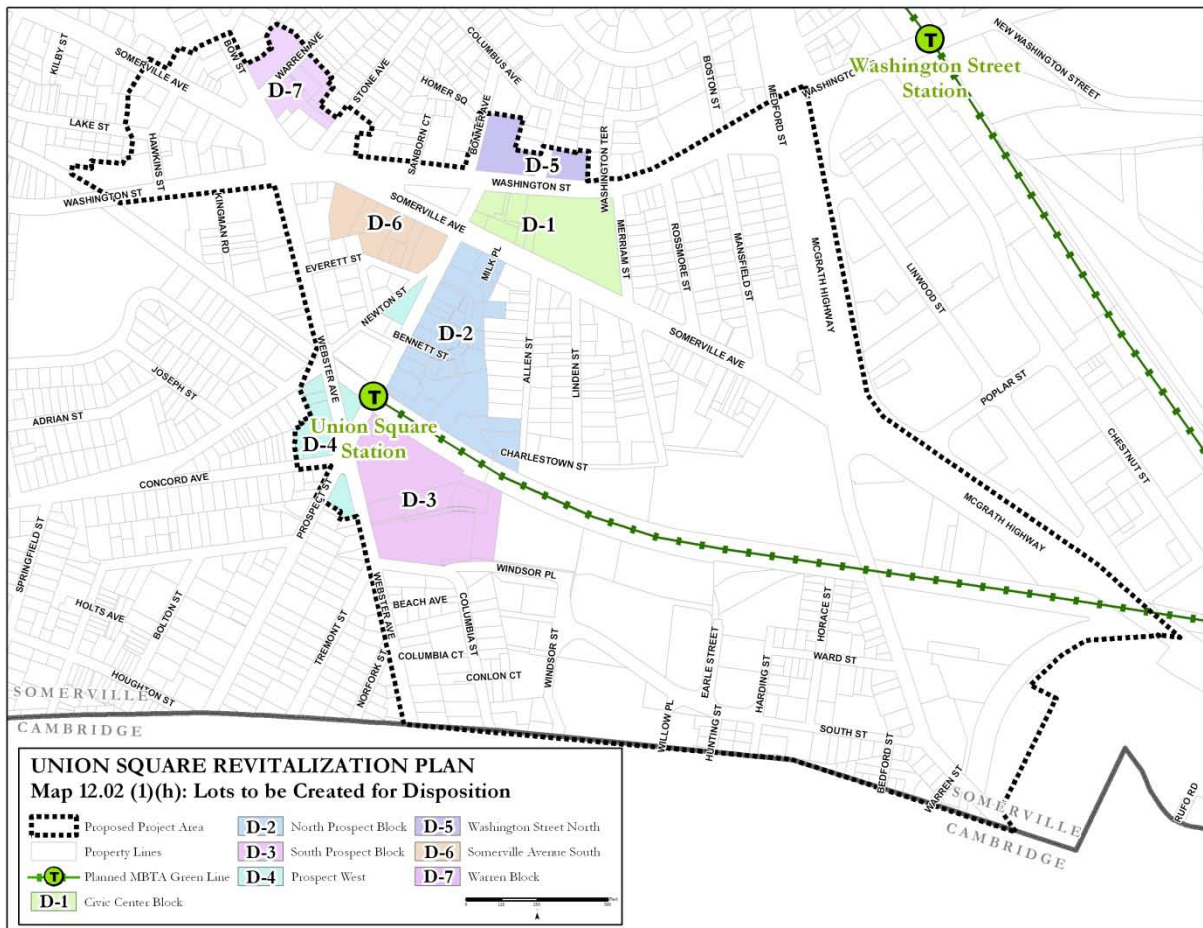 KILBY ST
SOMERVILLE AVE
BOW ST
WARREN AVE
D-7
STONE AVE
COLUMBUS AVE
HOMER SQ
SANBORN CT
BONNER AVE
BOSTON ST
MEDFORD ST
WASHINGTON
T
Washington Street
Station
NEW WASHINGTON STREET
LAKE ST
HAWKINS ST
WASHINGTON ST
D-5
WASHINGTON ST
WASHINGTON TER
KINGMAN RD
D-6
SOMERVILLE AVE
D-1
MERRIAM ST
ROSSMORE ST
MANSFIELD ST
MCGRATH HIGHWAY
LINWOOD ST
EVERETT ST
MILK PL
NEWTON ST
BENNETT ST
D-2
SOMERVILLE AVE
ALLEN ST
LINDEN ST
WEBSTER AVE
JOSEPH ST
ADRIAN ST
POPLAR ST
CHESTNUT ST
T
Union Square
Station
D-4
CHARLESTOWN ST
CONCORD AVE
PROSPECT ST
D-3
MCGRATH HIGHWAY
SPRINGFIELD ST
HOLTS AVE
BOLTON ST
WINDSOR PL
WEBSTER AVE
BEACH AVE
COLUMBIA ST
TREMONT ST
COLUMBIA CT
CONLON CT
WINDSOR ST
NORFORK ST
HOUGHTON ST
EARLE STREET
HORACE ST
WARD ST
HARDING ST
WILLOW PL
HUNTING ST
SOUTH ST
BEDFORD ST
WARREN ST
RUFO RD
SOMERVILLE
CAMBRIDGE
SOMERVILLE
CAMBRIDGE
UNION SQUARE REVITALIZATION PLAN
Map 12.02 (1)(h): Lots to be Created for Disposition
Proposed Project Area
Property Lines
T Planned MBTA Green Line
D-1 Civic Center Block
D-2 North Prospect Block
D-3 South Prospect Block
D-4 Prospect West
D-5 Washington Street North
D-6 Somerville Avenue South
D-7 Warren Block